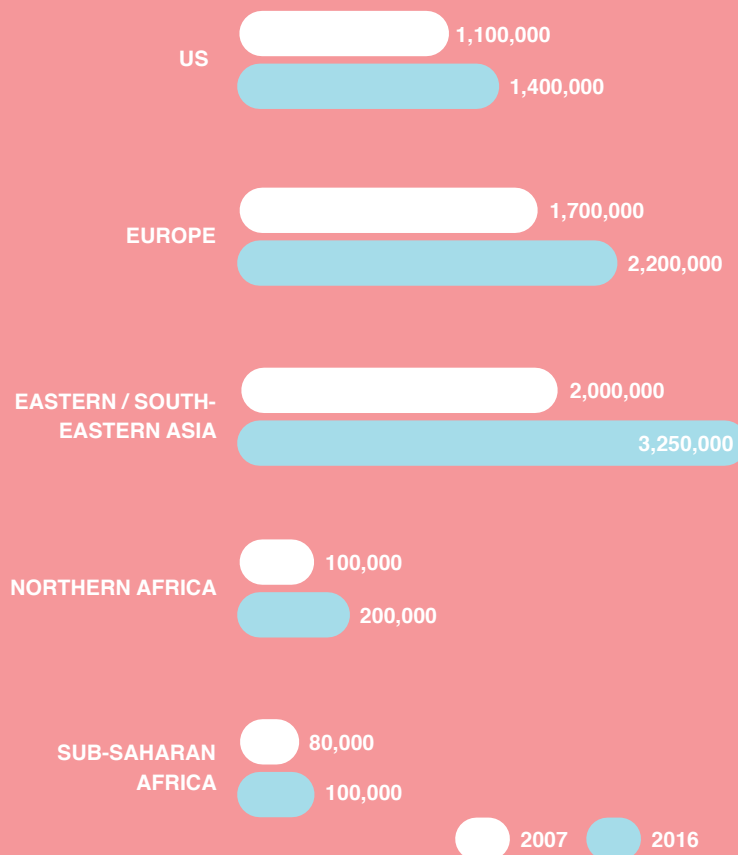 US
1,100,000
1,400,000
EUROPE
1,700,000
2,200,000
EASTERN / SOUTH-
EASTERN ASIA
2,000,000
3,250,000
NORTHERN AFRICA
100,000
200,000
SUB-SAHARAN
AFRICA
80,000
100,000
2007 2016